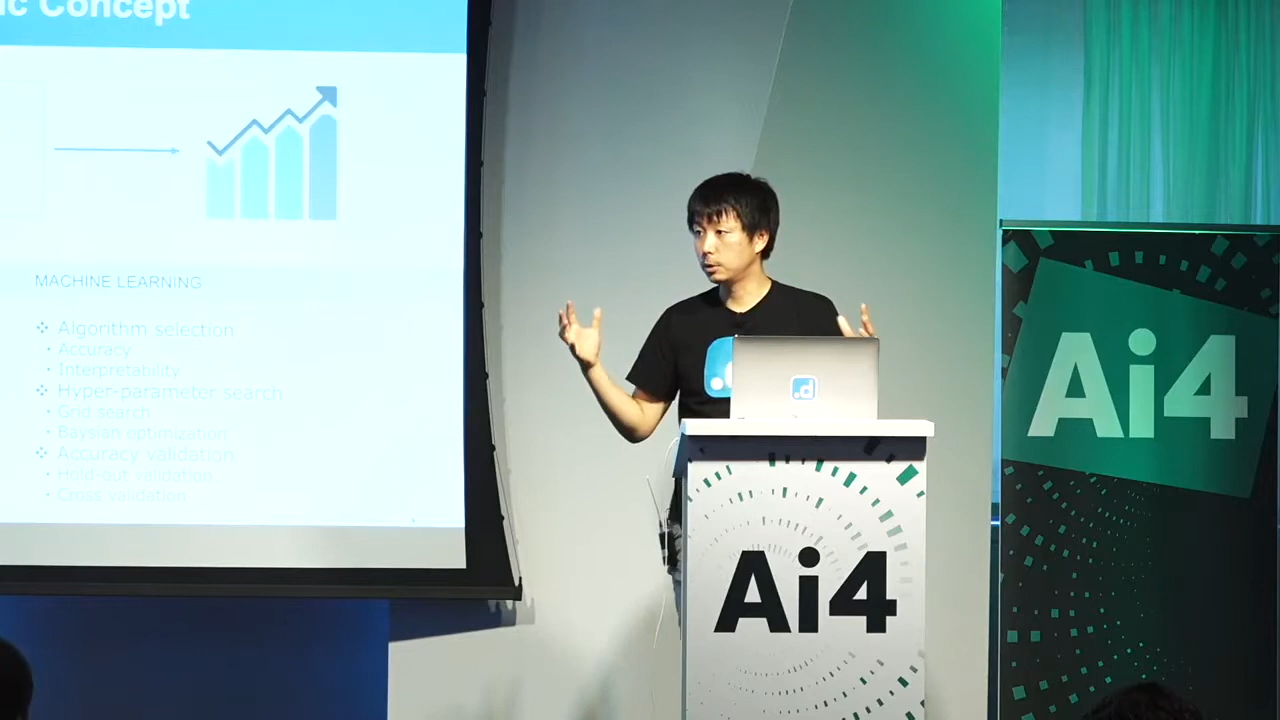 ic Concept
MACHINE LEARNING
❖ Algorithm selection
• Accuracy
• Interpretability
❖ Hyper-parameter search
• Grid search
• Baysian optimization
❖ Accuracy validation
• Hold-out validation
• Cross validation
.d
Ai4
Ai4